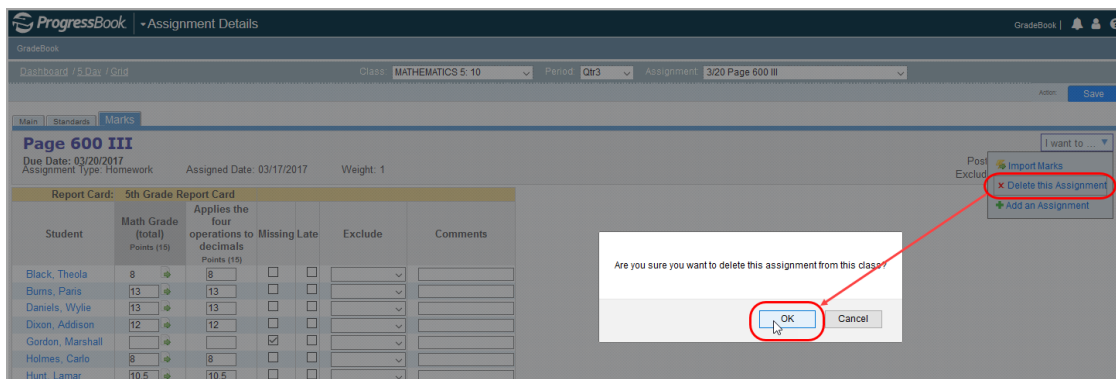 ProgressBook Assignment Details GradeBook
GradeBook
Dashboard / 5 Day / Grid Class: MATHEMATICS 5: 10 Period: Qtr3 Assignment: 3/20 Page 600 III
Action: Save
Main Standards Marks
Page 600 III I want to ...
Due Date: 03/20/2017 Post
Assignment Type: Homework Assigned Date: 03/17/2017 Weight: 1 Exclud
Import Marks
Delete this Assignment
Add an Assignment
Report Card: 5th Grade Report Card
Student Math Grade (total) Points (15) Applies the four operations to decimals Points (15) Missing Late Exclude Comments
Are you sure you want to delete this assignment from this class?
OK Cancel
Black, Theola 8 8
Burns, Paris 13 13
Daniels, Wylie 13 13
Dixon, Addison 12 12
Gordon, Marshall
Holmes, Carlo 8 8
Hunt, Lamar 10.5 10.5